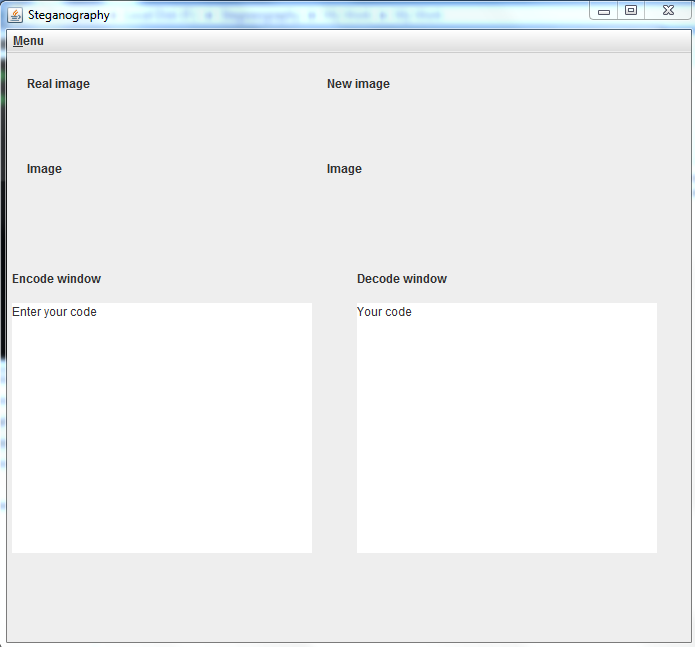 Steganography
Menu
Real image
New image
Image
Image
Encode window
Decode window
Enter your code
Your code